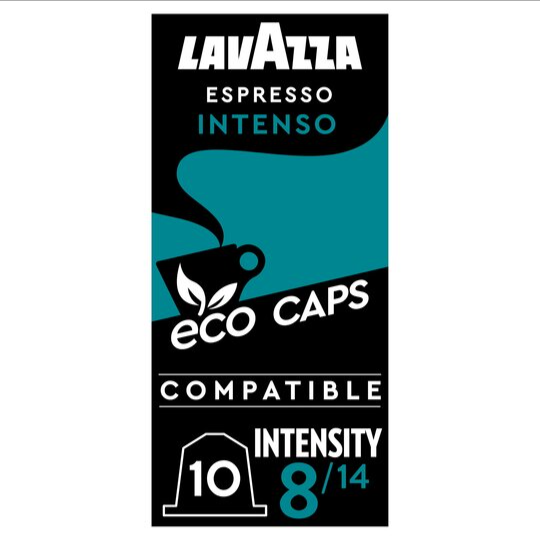 LAVAZZA
ESPRESSO
INTENSO
eco CAPS
COMPATIBLE
INTENSITY
10
8/14